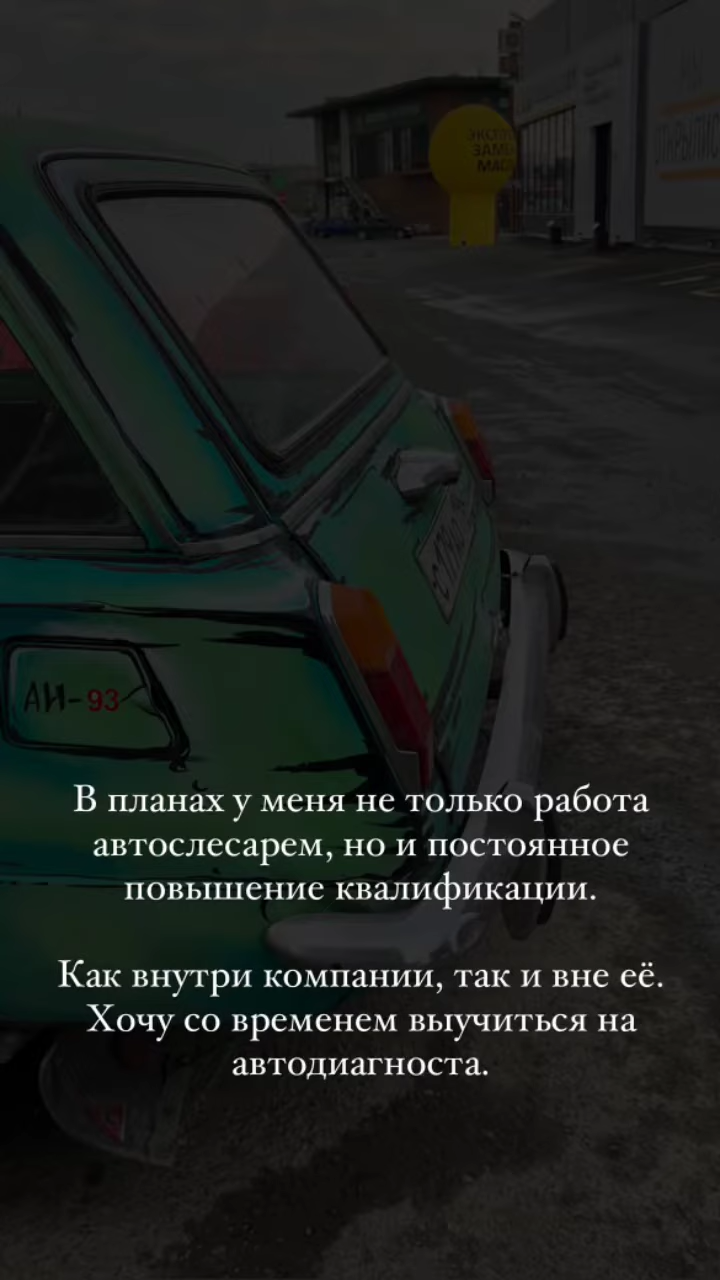 ЗАМЕ
АИ-93
В планах у меня не только работа
автослесарем, но и постоянное
повышение квалификации.
Как внутри компании, так и вне её.
Хочу со временем выучиться на
автодиагноста.